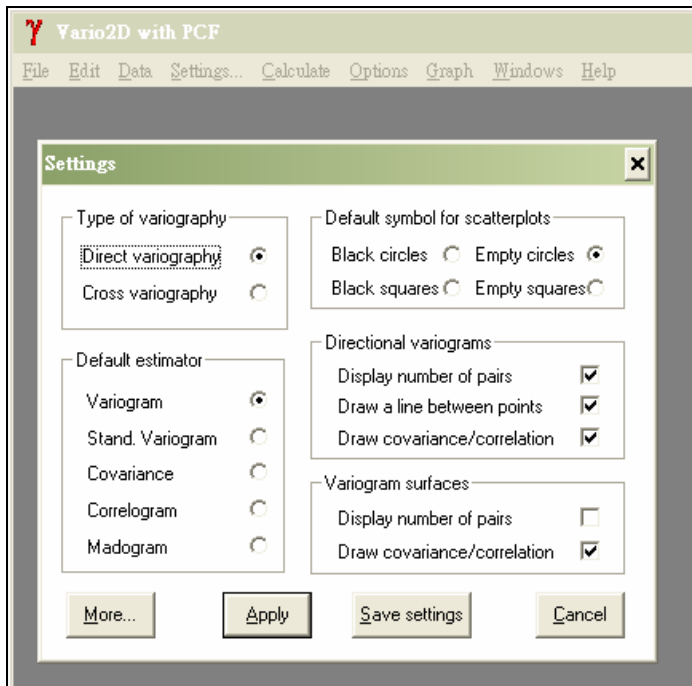 γ Vario2D with PCF
File Edit Data Settings... Calculate Options Graph Windows Help
Settings
Type of variography
Direct variography
Cross variography
Default symbol for scatterplots
Black circles Empty circles
Black squares Empty squares
Default estimator
Variogram
Stand. Variogram
Covariance
Correlogram
Madogram
Directional variograms
Display number of pairs
Draw a line between points
Draw covariance/correlation
Variogram surfaces
Display number of pairs
Draw covariance/correlation
More... Apply Save settings Cancel